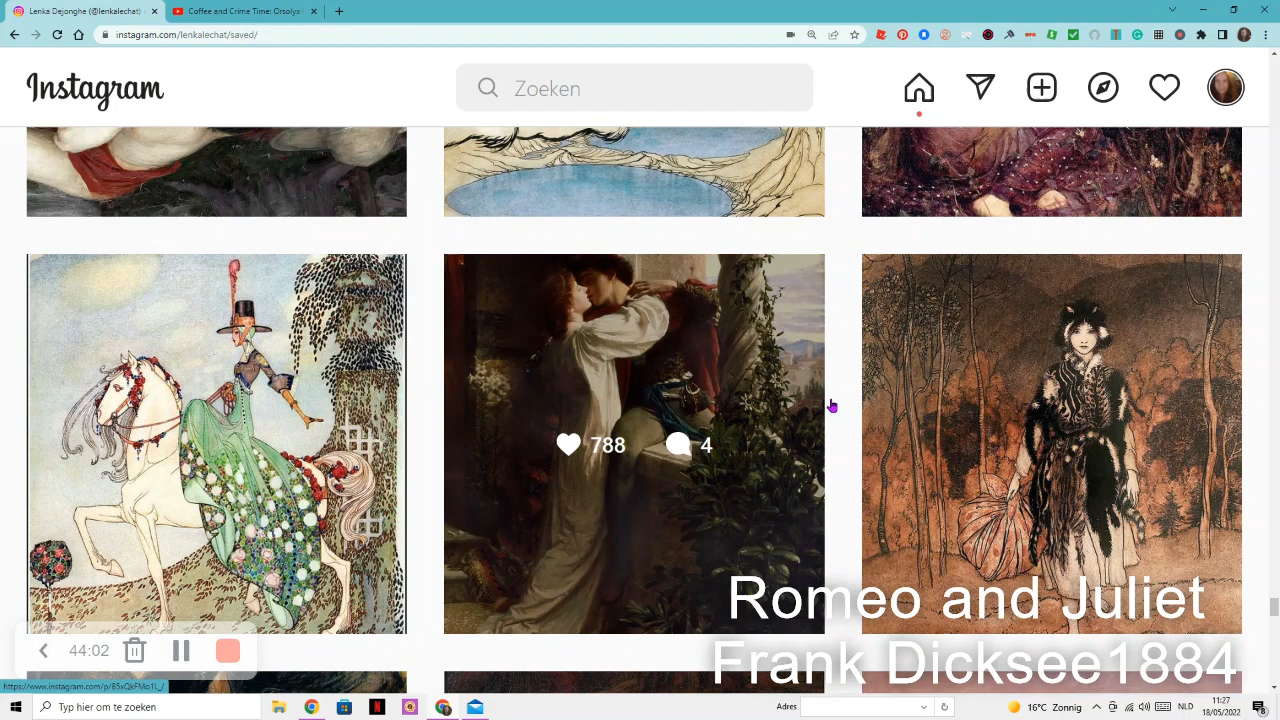 Lenka Dejonghe (@lenkalechat)
Coffee and Crime Time: Orsolya
instagram.com/lenkalechat/saved/
Instagram
Zoeken
788
4
Romeo and Juliet
Frank Dicksee1884
44:02
Typ hier om te zoeken
Adres
16°C Zonnig
NLD
11:27
18/05/2022
8